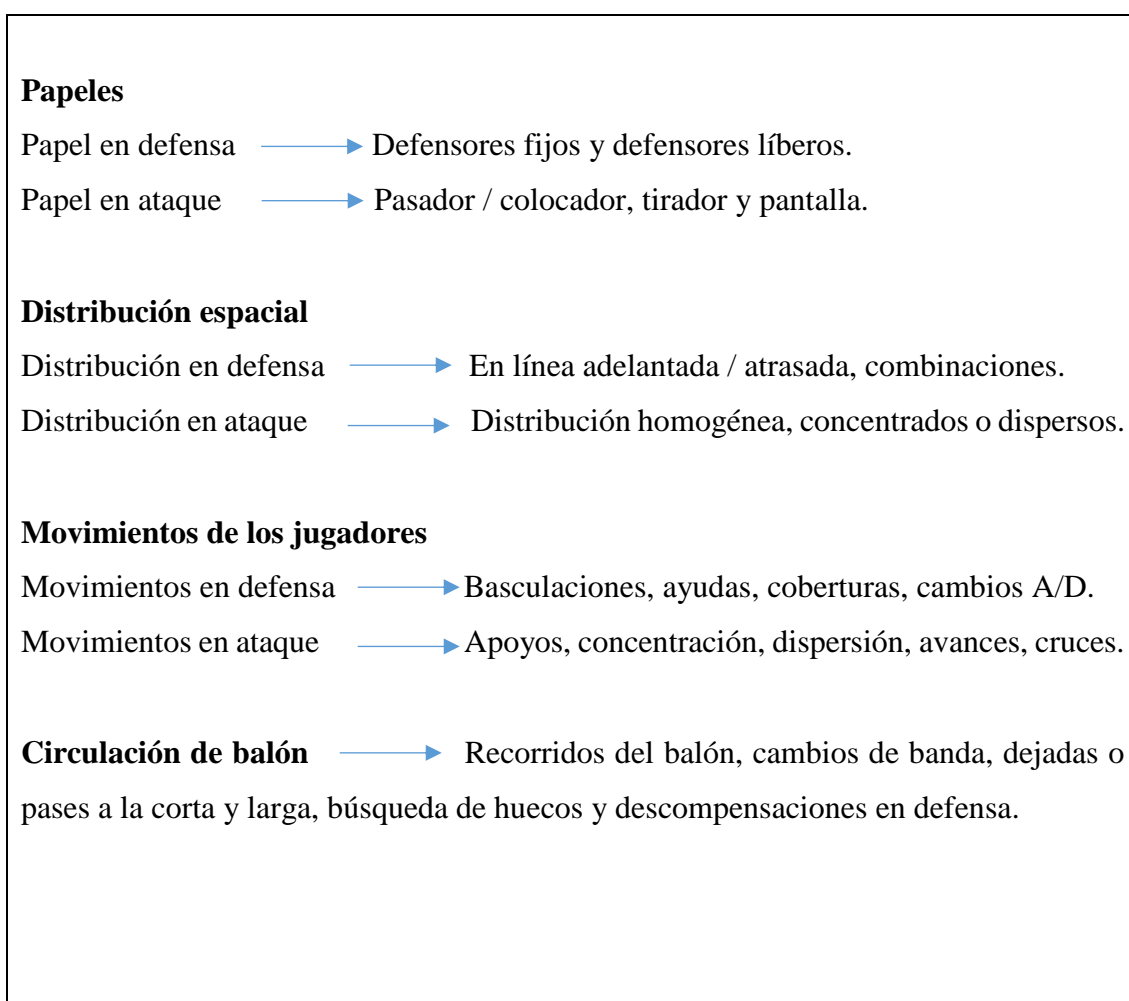 Papeles
Papel en defensa → Defensores fijos y defensores líberos.
Papel en ataque → Pasador / colocador, tirador y pantalla.
Distribución espacial
Distribución en defensa → En línea adelantada / atrasada, combinaciones.
Distribución en ataque → Distribución homogénea, concentrados o dispersos.
Movimientos de los jugadores
Movimientos en defensa → Basculaciones, ayudas, coberturas, cambios A/D.
Movimientos en ataque → Apoyos, concentración, dispersión, avances, cruces.
Circulación de balón → Recorridos del balón, cambios de banda, dejadas o
pases a la corta y larga, búsqueda de huecos y descompensaciones en defensa.